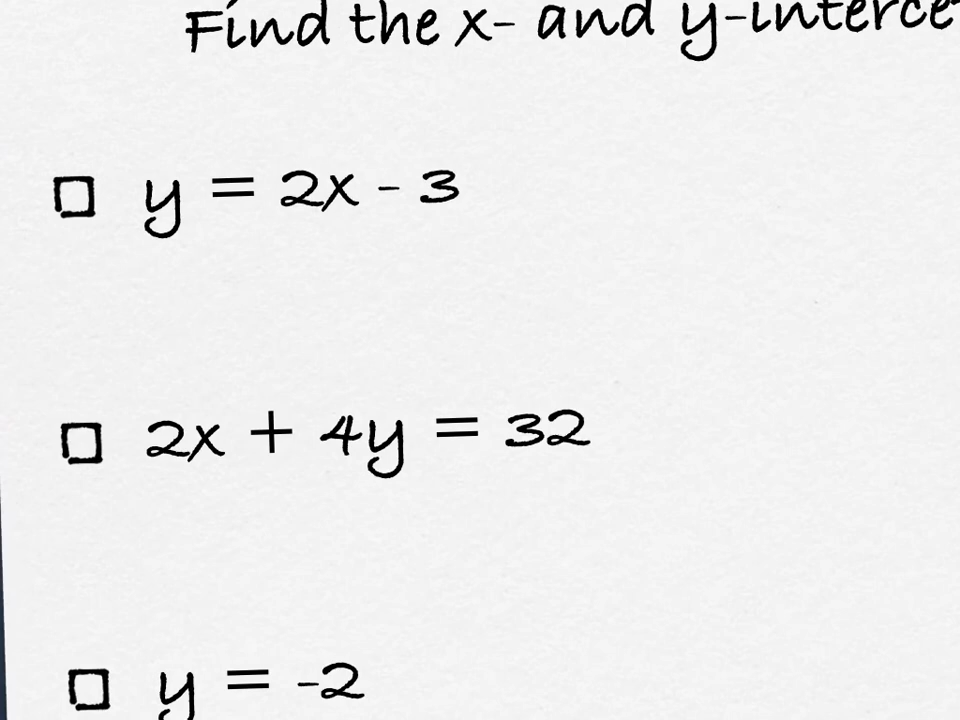 Find the x- and y-interce
□ y = 2x - 3
□ 2x + 4y = 32
□ y = -2